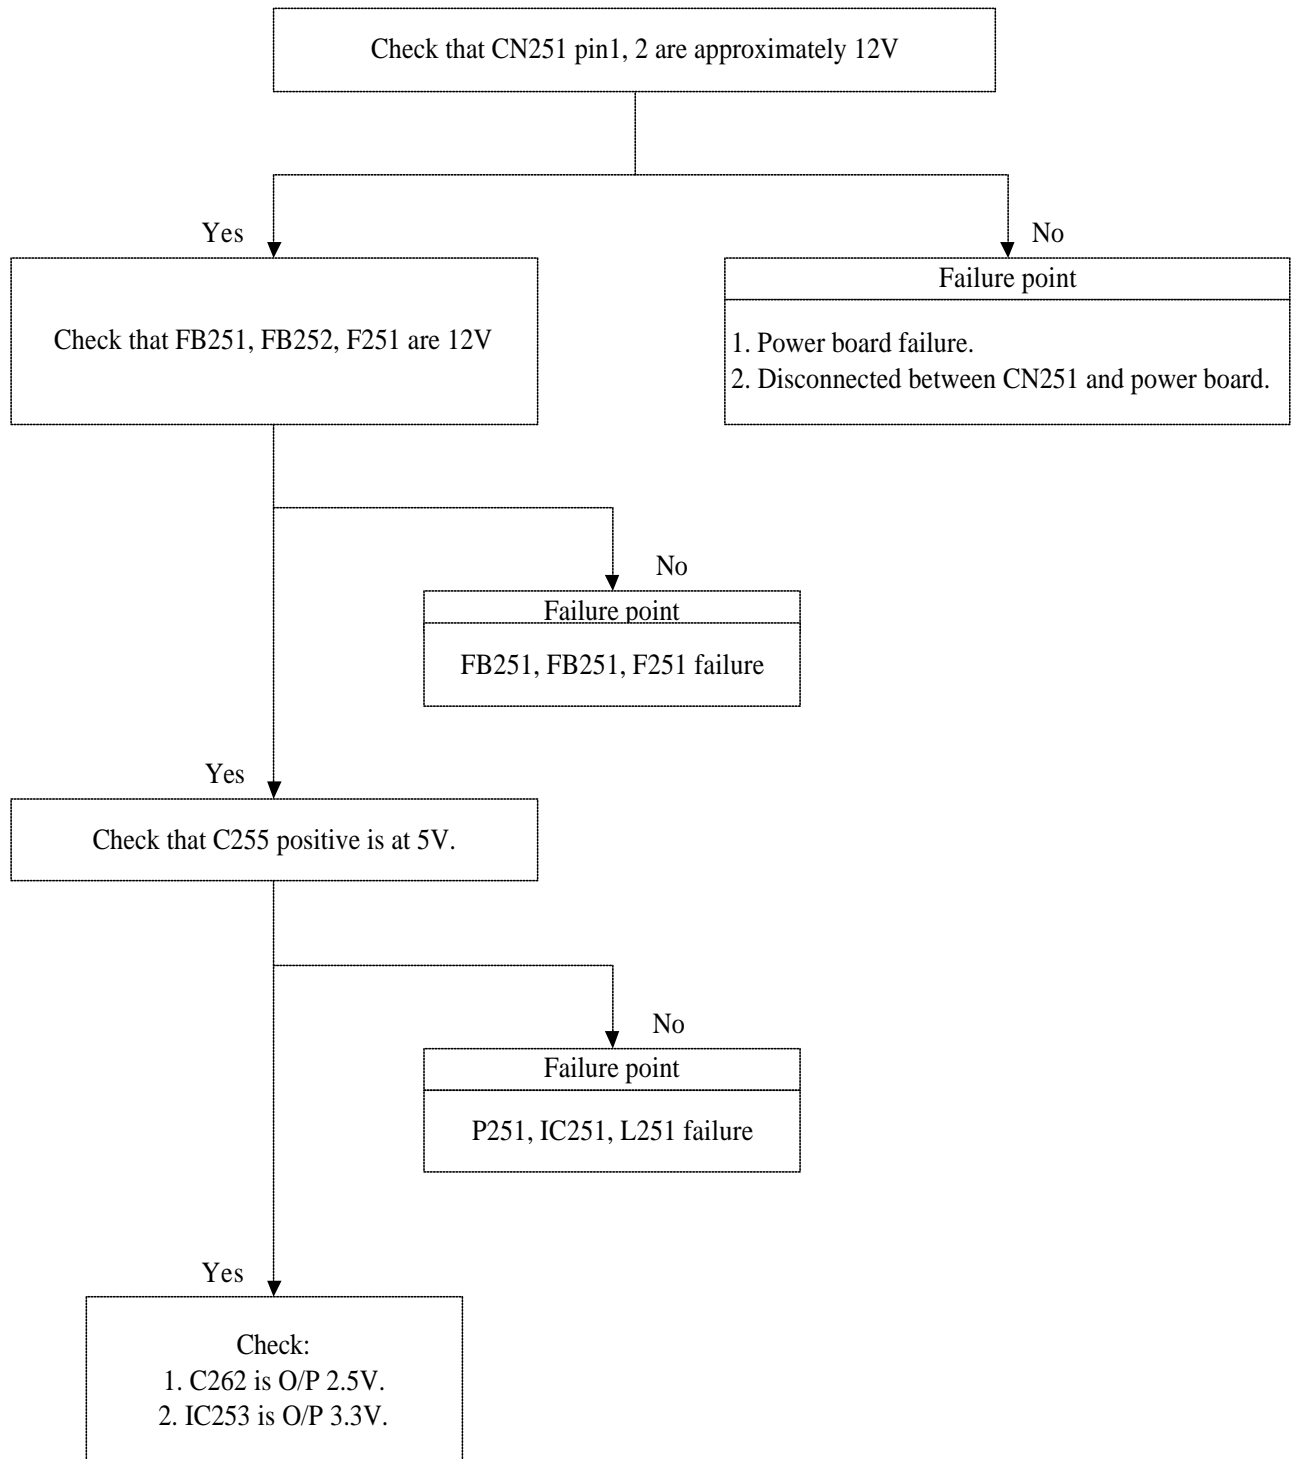 Check that CN251 pin1, 2 are approximately 12V
Yes
No
Check that FB251, FB252, F251 are 12V
Failure point
1. Power board failure.
2. Disconnected between CN251 and power board.
No
Failure point
FB251, FB251, F251 failure
Yes
Check that C255 positive is at 5V.
No
Failure point
P251, IC251, L251 failure
Yes
Check:
1. C262 is O/P 2.5V.
2. IC253 is O/P 3.3V.